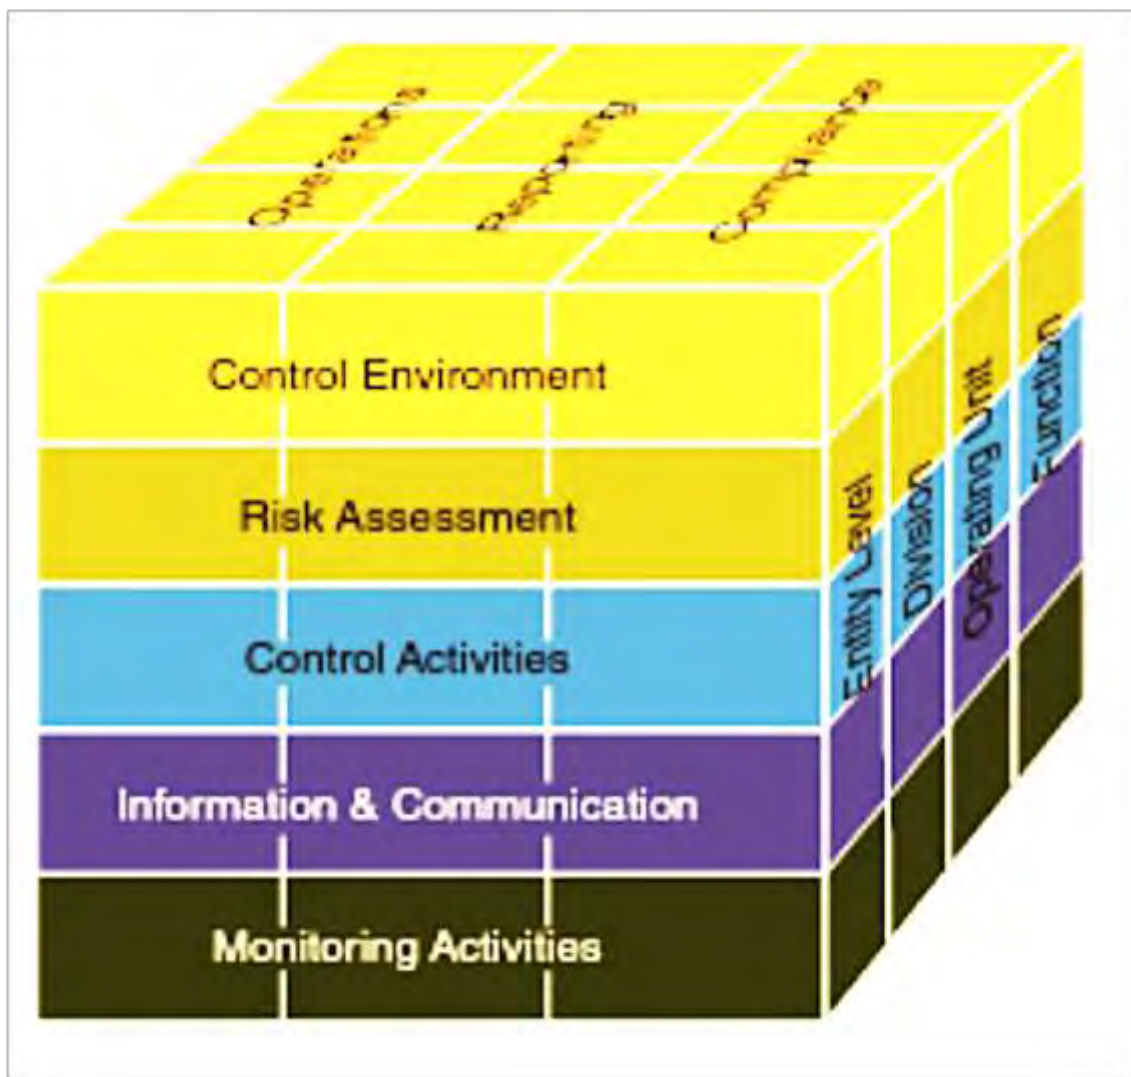 Operations
Reporting
Compliance
Control Environment
Risk Assessment
Control Activities
Information & Communication
Monitoring Activities
Entity Level
Division
Operating Unit
Function